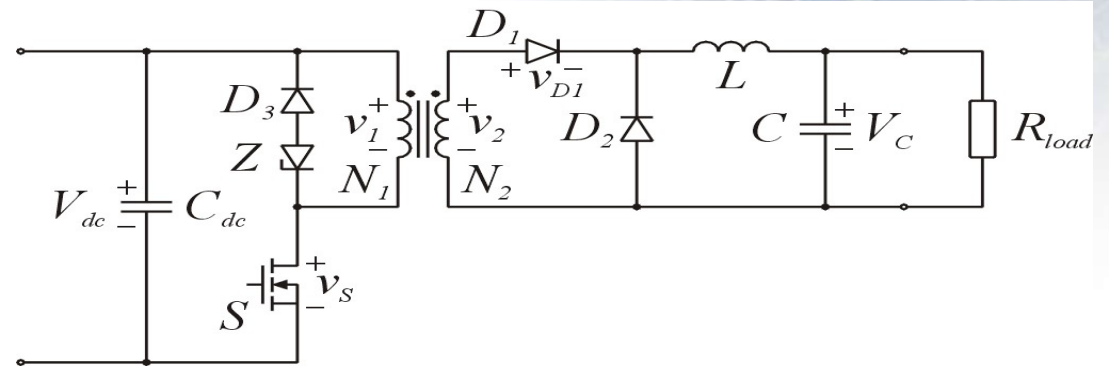 D1
+ vD1 −
L
D3
Z
+ v1 −
N1
+ v2 −
N2
D2
C
+ VC −
Rload
Vdc + −
Cdc
S
+ vS −